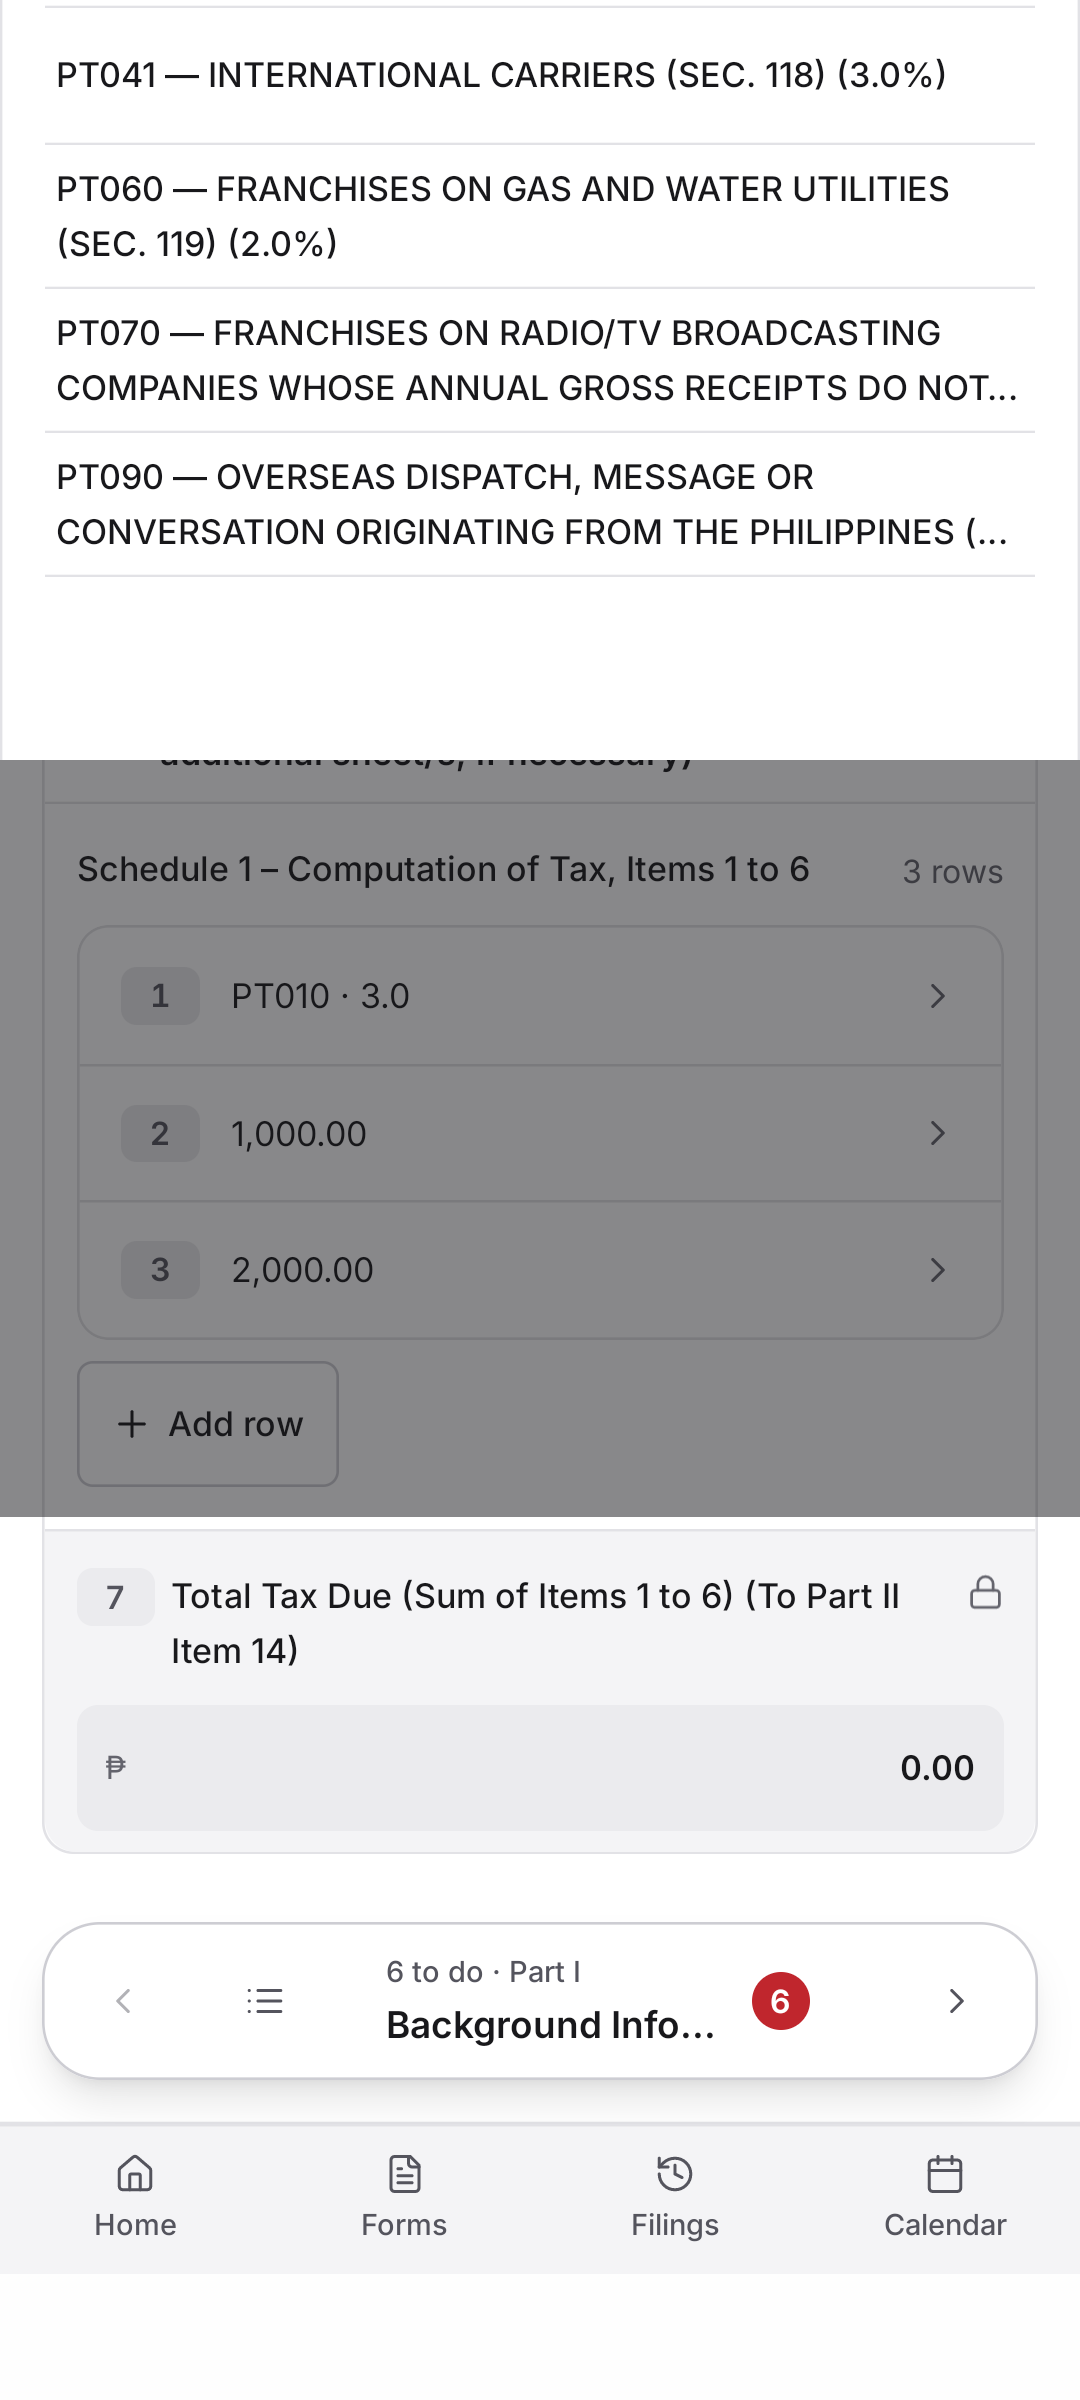 PT041 — INTERNATIONAL CARRIERS (SEC. 118) (3.0%)
PT060 — FRANCHISES ON GAS AND WATER UTILITIES
(SEC. 119) (2.0%)
PT070 — FRANCHISES ON RADIO/TV BROADCASTING
COMPANIES WHOSE ANNUAL GROSS RECEIPTS DO NOT...
PT090 — OVERSEAS DISPATCH, MESSAGE OR
CONVERSATION ORIGINATING FROM THE PHILIPPINES (...
additional sheet/s, if necessary)
Schedule 1 – Computation of Tax, Items 1 to 6
3 rows
1 PT010 · 3.0
2 1,000.00
3 2,000.00
Add row
7 Total Tax Due (Sum of Items 1 to 6) (To Part II
Item 14)
₱ 0.00
6 to do · Part I
Background Info...
6
Home Forms Filings Calendar